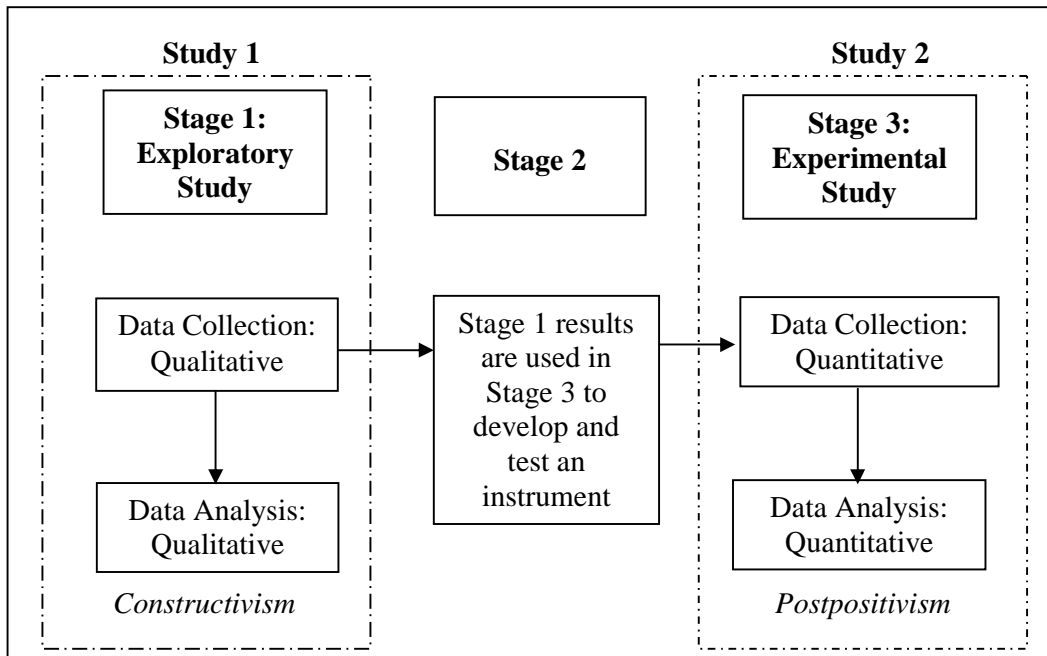 Study 1
Stage 1:
Exploratory
Study
Data Collection:
Qualitative
Data Analysis:
Qualitative
Constructivism
Stage 2
Stage 1 results
are used in
Stage 3 to
develop and
test an
instrument
Study 2
Stage 3:
Experimental
Study
Data Collection:
Quantitative
Data Analysis:
Quantitative
Postpositivism